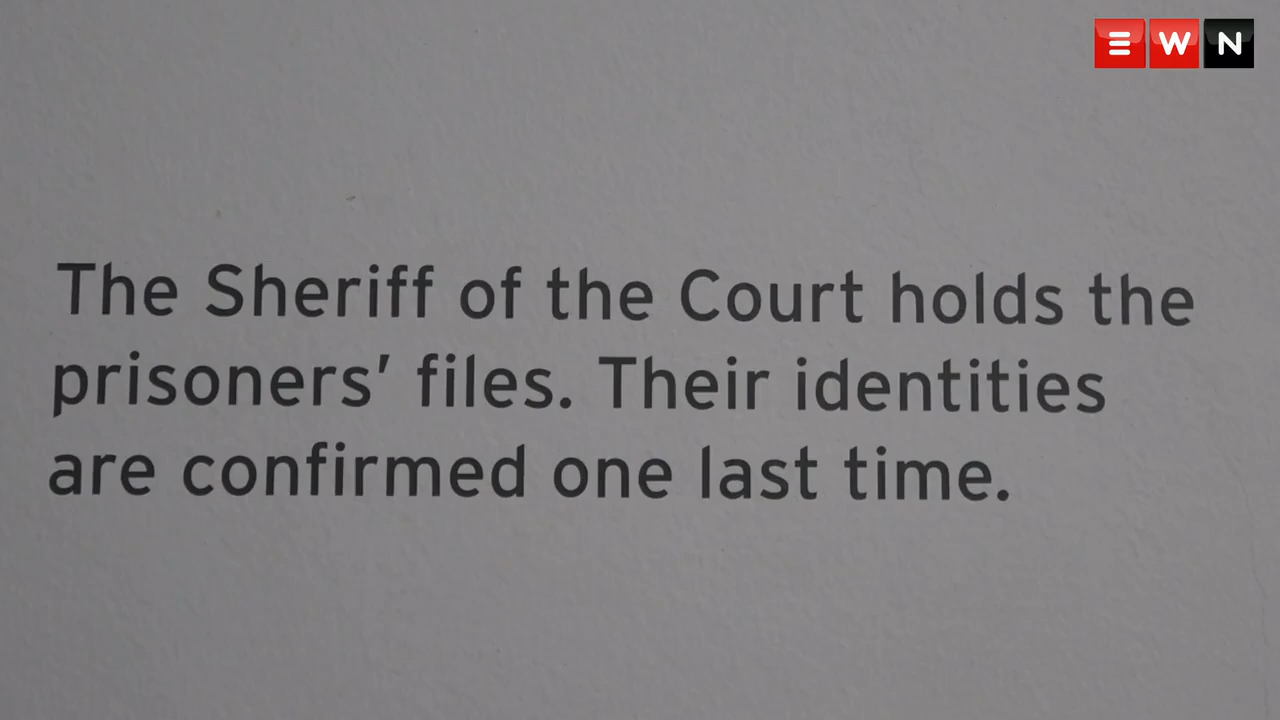 EWN
The Sheriff of the Court holds the
prisoners’ files. Their identities
are confirmed one last time.